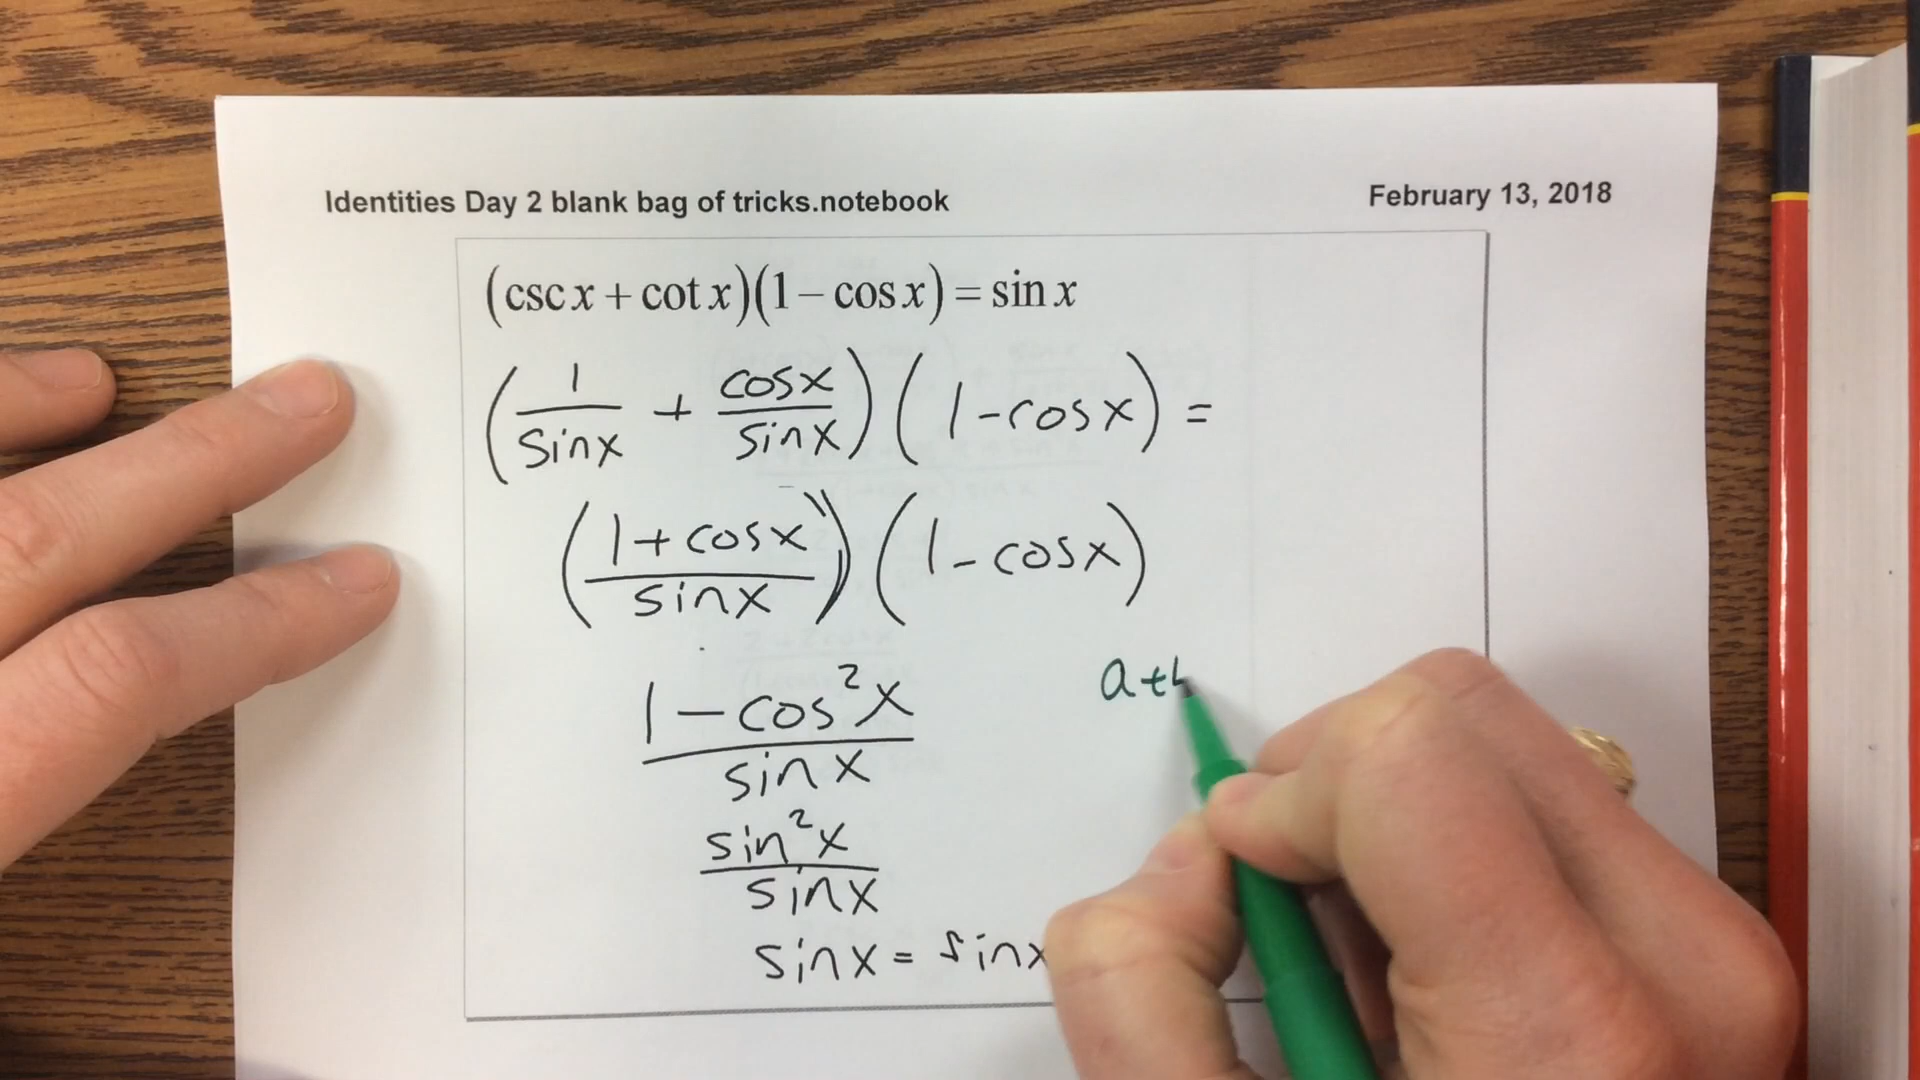 Identities Day 2 blank bag of tricks.notebook
February 13, 2018
(csc x + cot x)(1 − cos x) = sin x
(1/sinx + cosx/sinx)(1-cosx) =
((1+cosx)/sinx)(1-cosx)
(1-cos²x)/sinx
sin²x/sinx
sinx = sinx
a+